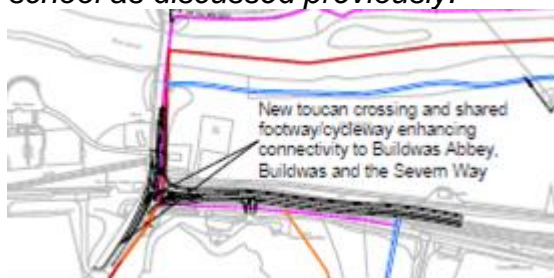 school as discussed previously.
New toucan crossing and shared
footway/cycleway enhancing
connectivity to Buildwas Abbey,
Buildwas and the Severn Way